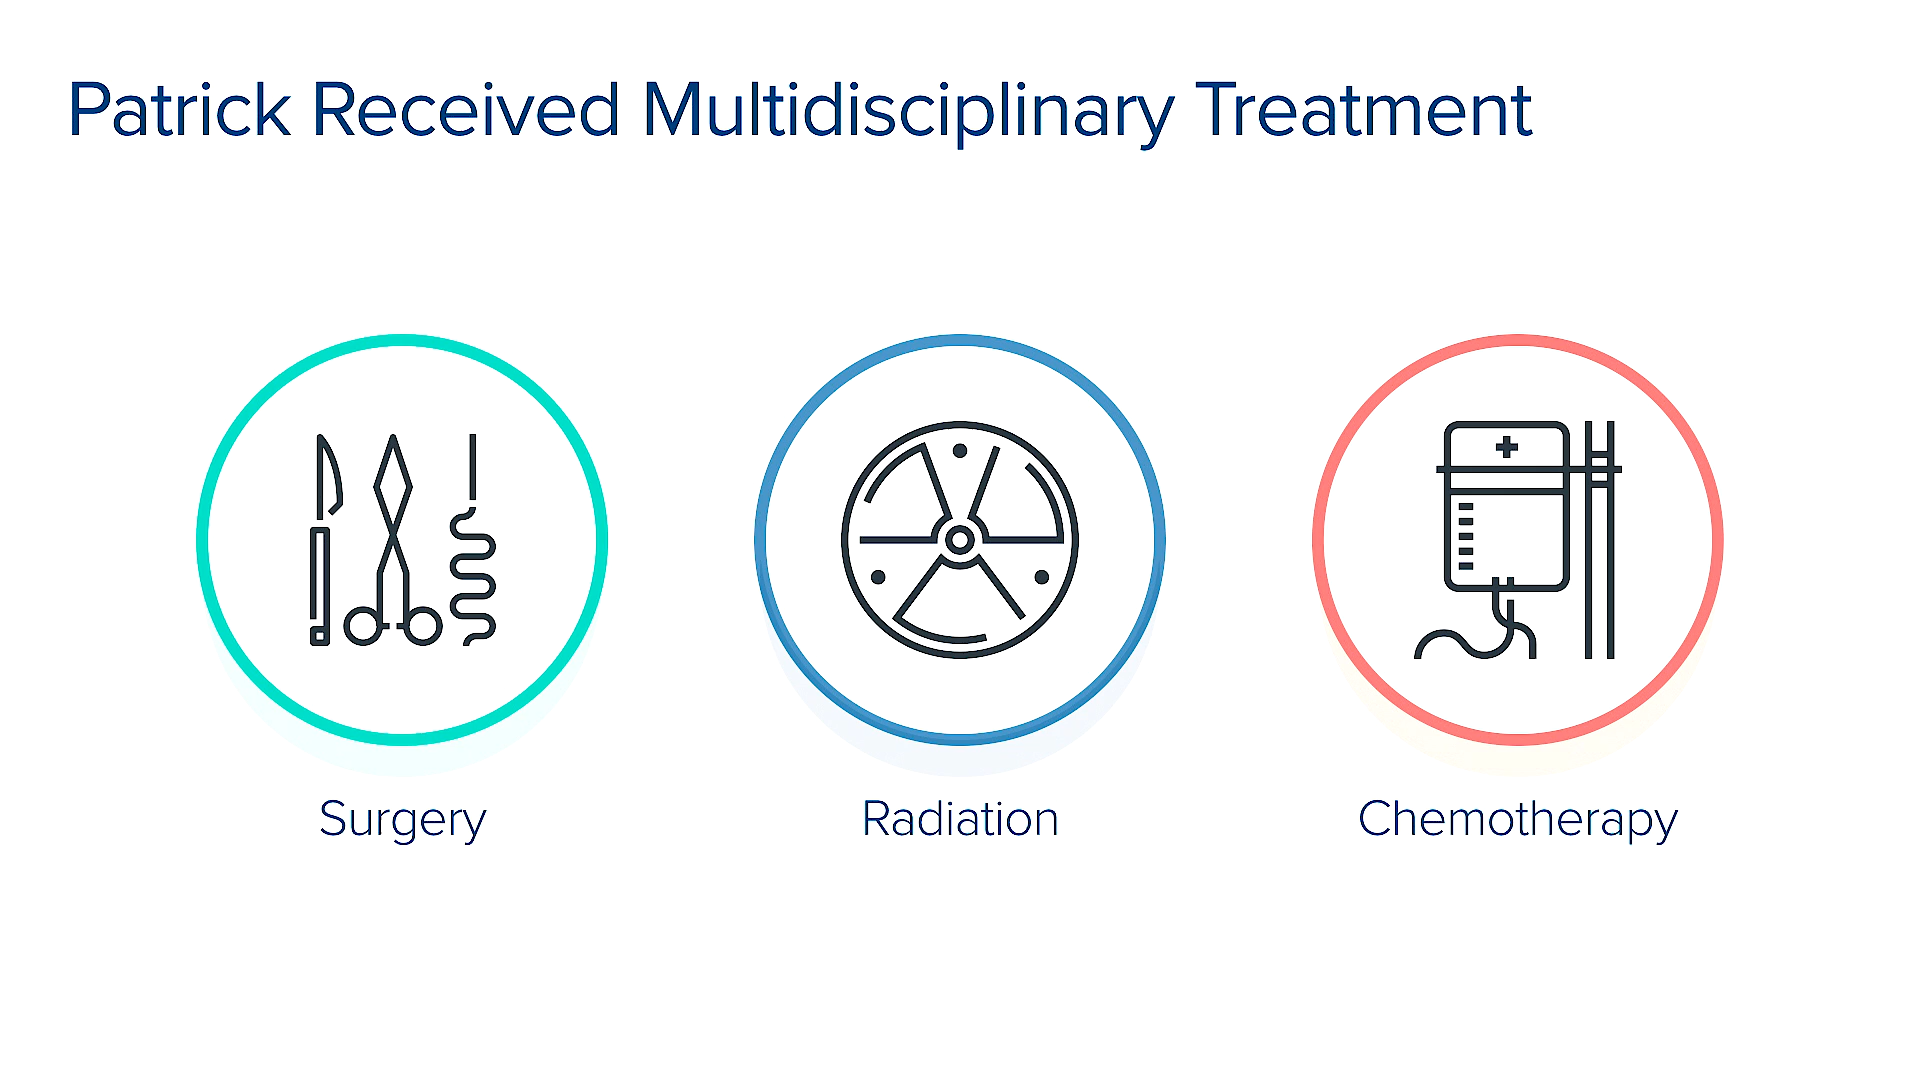 Patrick Received Multidisciplinary Treatment
Surgery
Radiation
Chemotherapy